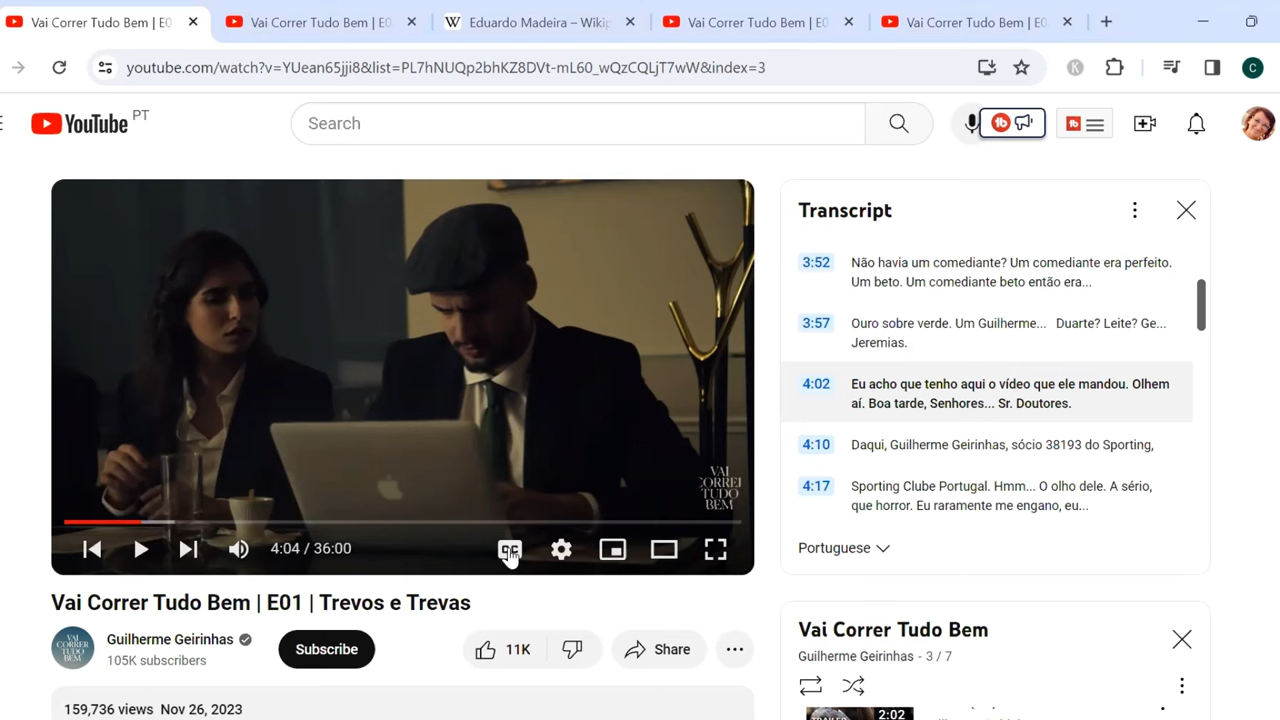 Vai Correr Tudo Bem | E0
Vai Correr Tudo Bem | E0
Eduardo Madeira – Wikip
Vai Correr Tudo Bem | E0
Vai Correr Tudo Bem | E0
youtube.com/watch?v=YUean65jji8&list=PL7hNUQp2bhKZ8DVt-mL60_wQzCQLjT7wW&index=3
K
C
YouTube PT
Search
Transcript
3:52 Não havia um comediante? Um comediante era perfeito.
Um beto. Um comediante beto então era...
3:57 Ouro sobre verde. Um Guilherme... Duarte? Leite? Ge...
Jeremias.
4:02 Eu acho que tenho aqui o vídeo que ele mandou. Olhem
aí. Boa tarde, Senhores... Sr. Doutores.
4:10 Daqui, Guilherme Geirinhas, sócio 38193 do Sporting,
4:17 Sporting Clube Portugal. Hmm... O olho dele. A sério,
que horror. Eu raramente me engano, eu...
Portuguese
VAI
CORRER
TUDO
BEM
4:04 / 36:00
Vai Correr Tudo Bem | E01 | Trevos e Trevas
VAI
CORRER
TUDO
BEM
Guilherme Geirinhas
105K subscribers
Subscribe
11K
Share
159,736 views Nov 26, 2023
Vai Correr Tudo Bem
Guilherme Geirinhas - 3 / 7
2:02